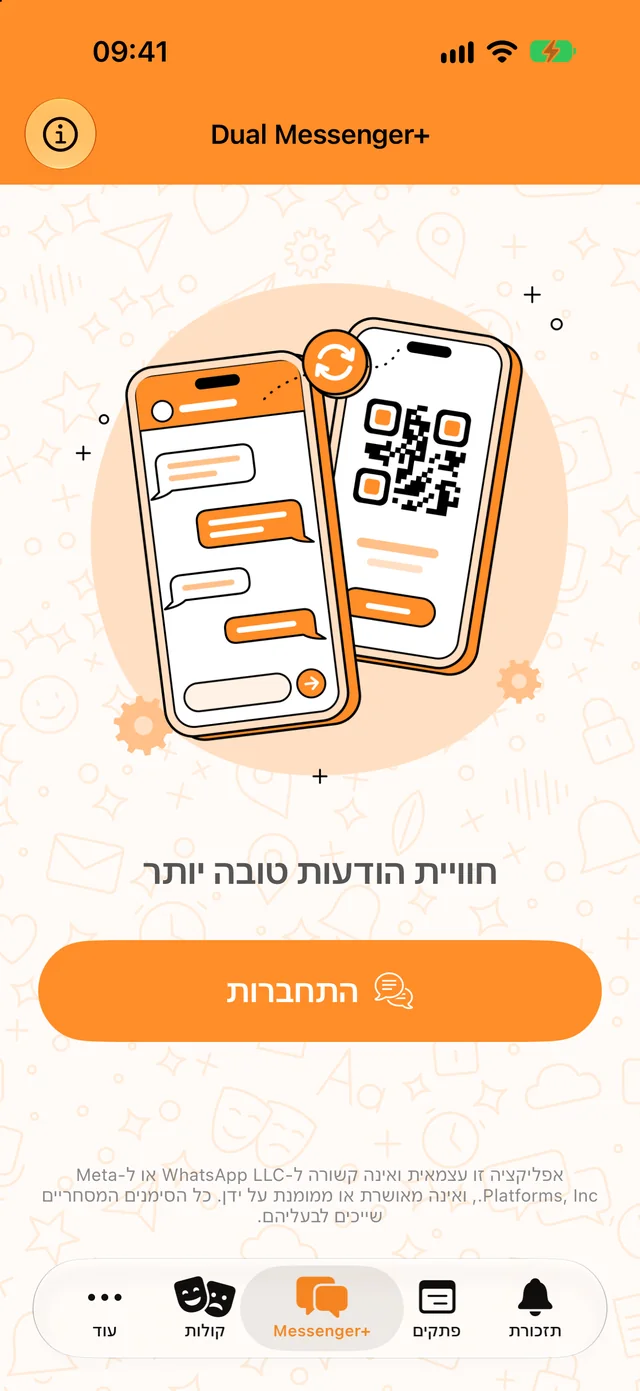 09:41
Dual Messenger+
חוויית הודעות טובה יותר
התחברות
אפליקציה זו עצמאית ואינה קשורה ל-WhatsApp LLC או ל-Meta
Platforms, Inc., ואינה מאושרת או ממומנת על ידן. כל הסימנים המסחריים
שייכים לבעליהם.
תזכורת
פתקים
Messenger+
קולות
עוד